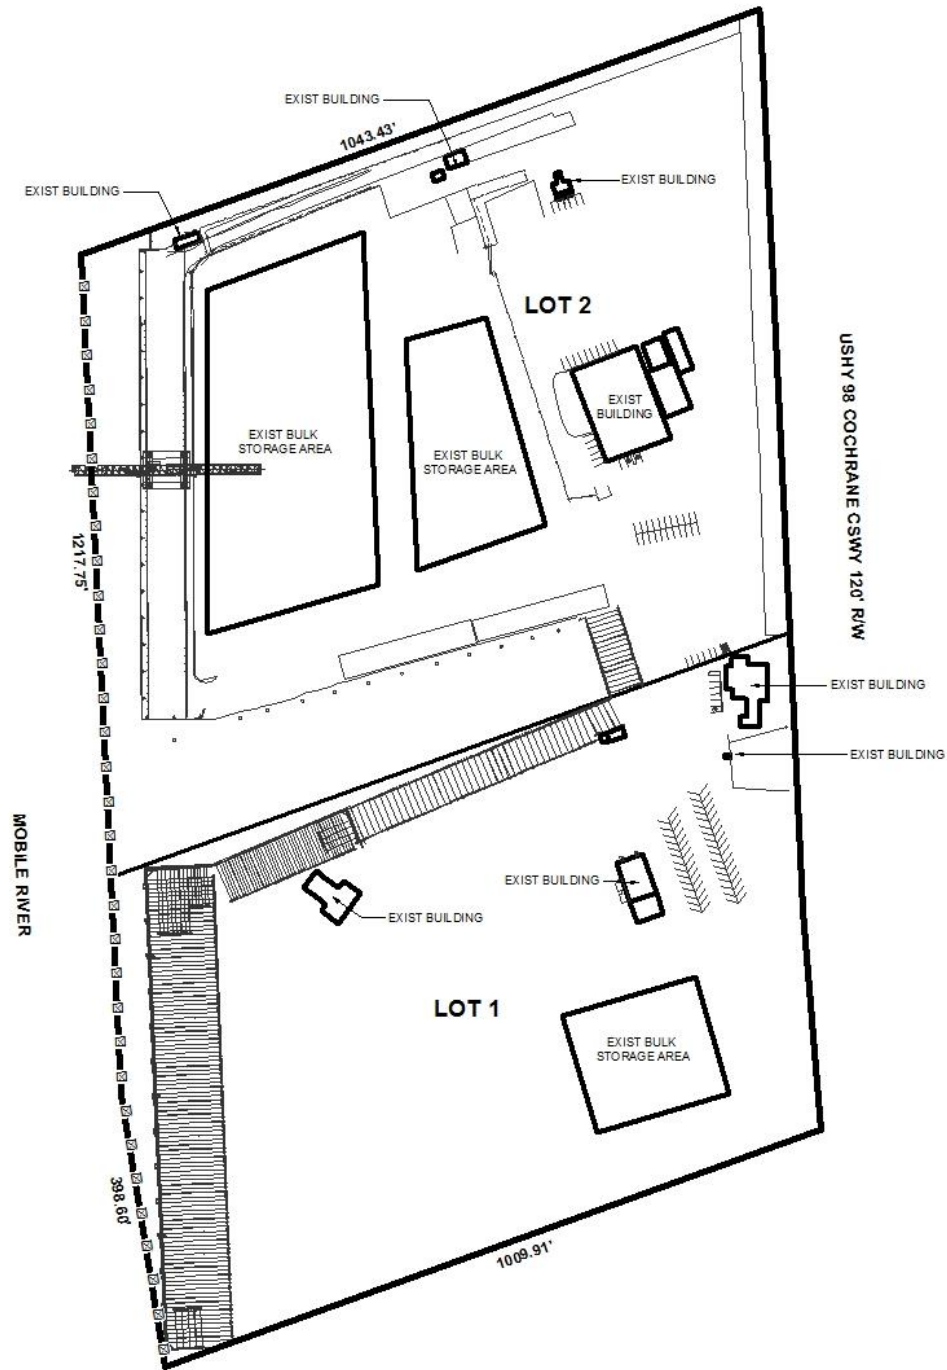 EXIST BUILDING
1043.43'
EXIST BUILDING
EXIST BUILDING
LOT 2
USHY 98 COCHRANE CSWY 120' R/W
EXIST
BUILDING
EXIST BULK
STORAGE AREA
EXIST BULK
STORAGE AREA
1217.75'
EXIST BUILDING
EXIST BUILDING
MOBILE RIVER
EXIST BUILDING
EXIST BUILDING
LOT 1
EXIST BULK
STORAGE AREA
398.60'
1009.91'